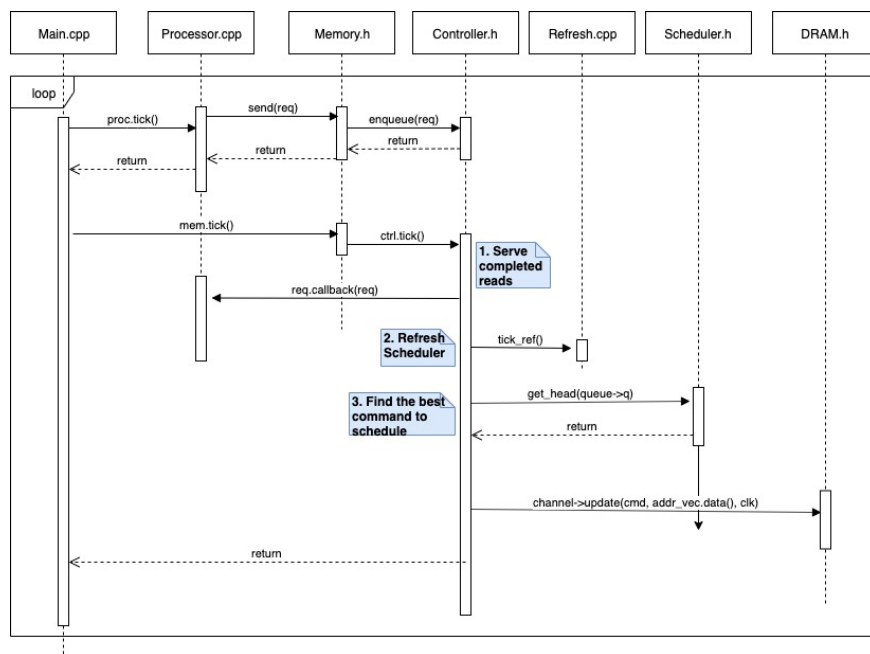 Main.cpp
Processor.cpp
Memory.h
Controller.h
Refresh.cpp
Scheduler.h
DRAM.h
loop
proc.tick()
send(req)
enqueue(req)
return
return
return
mem.tick()
ctrl.tick()
1. Serve
completed
reads
req.callback(req)
2. Refresh
Scheduler
tick_ref()
3. Find the best
command to
schedule
get_head(queue->q)
return
channel->update(cmd, addr_vec.data(), clk)
return